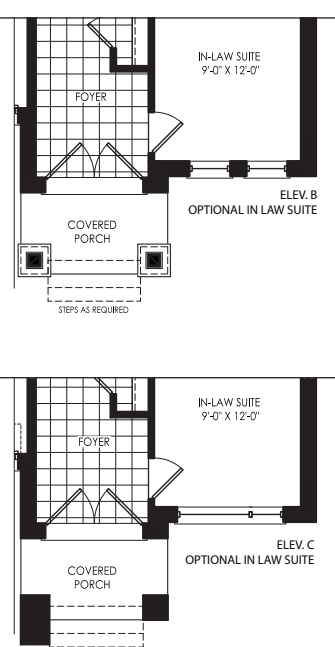 IN-LAW SUITE
9'-0" X 12'-0"
FOYER
ELEV. B
OPTIONAL IN LAW SUITE
COVERED
PORCH
STEPS AS REQUIRED
IN-LAW SUITE
9'-0" X 12'-0"
FOYER
ELEV. C
OPTIONAL IN LAW SUITE
COVERED
PORCH